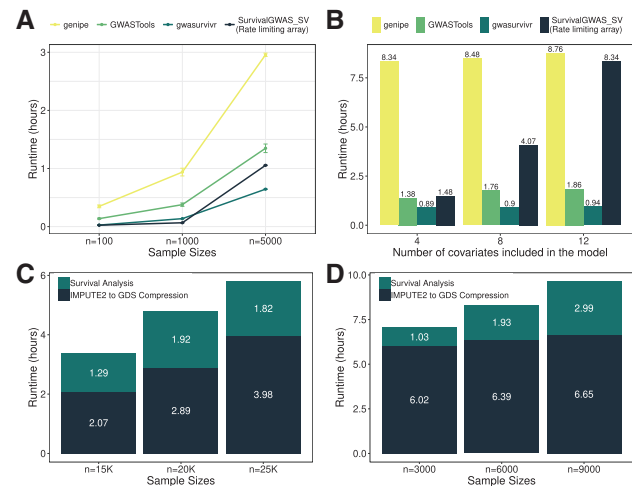 A
genipe GWASTools gwasurvivr SurvivalGWAS_SV
(Rate limiting array)
Runtime (hours)
3
2
1
0
n=100 n=1000 n=5000
Sample Sizes
B
genipe GWASTools gwasurvivr SurvivalGWAS_SV
(Rate limiting array)
Runtime (hours)
7.5
5.0
2.5
0.0
8.34 1.38 0.89 1.48
8.48 1.76 0.9 4.07
8.76 1.86 0.94 8.34
4 8 12
Number of covariates included in the model
C
Survival Analysis
IMPUTE2 to GDS Compression
Runtime (hours)
6
4
2
0
1.29 1.92 1.82
2.07 2.89 3.98
n=15K n=20K n=25K
Sample Sizes
D
Survival Analysis
IMPUTE2 to GDS Compression
Runtime (hours)
10.0
7.5
5.0
2.5
0.0
1.03 1.93 2.99
6.02 6.39 6.65
n=3000 n=6000 n=9000
Sample Sizes